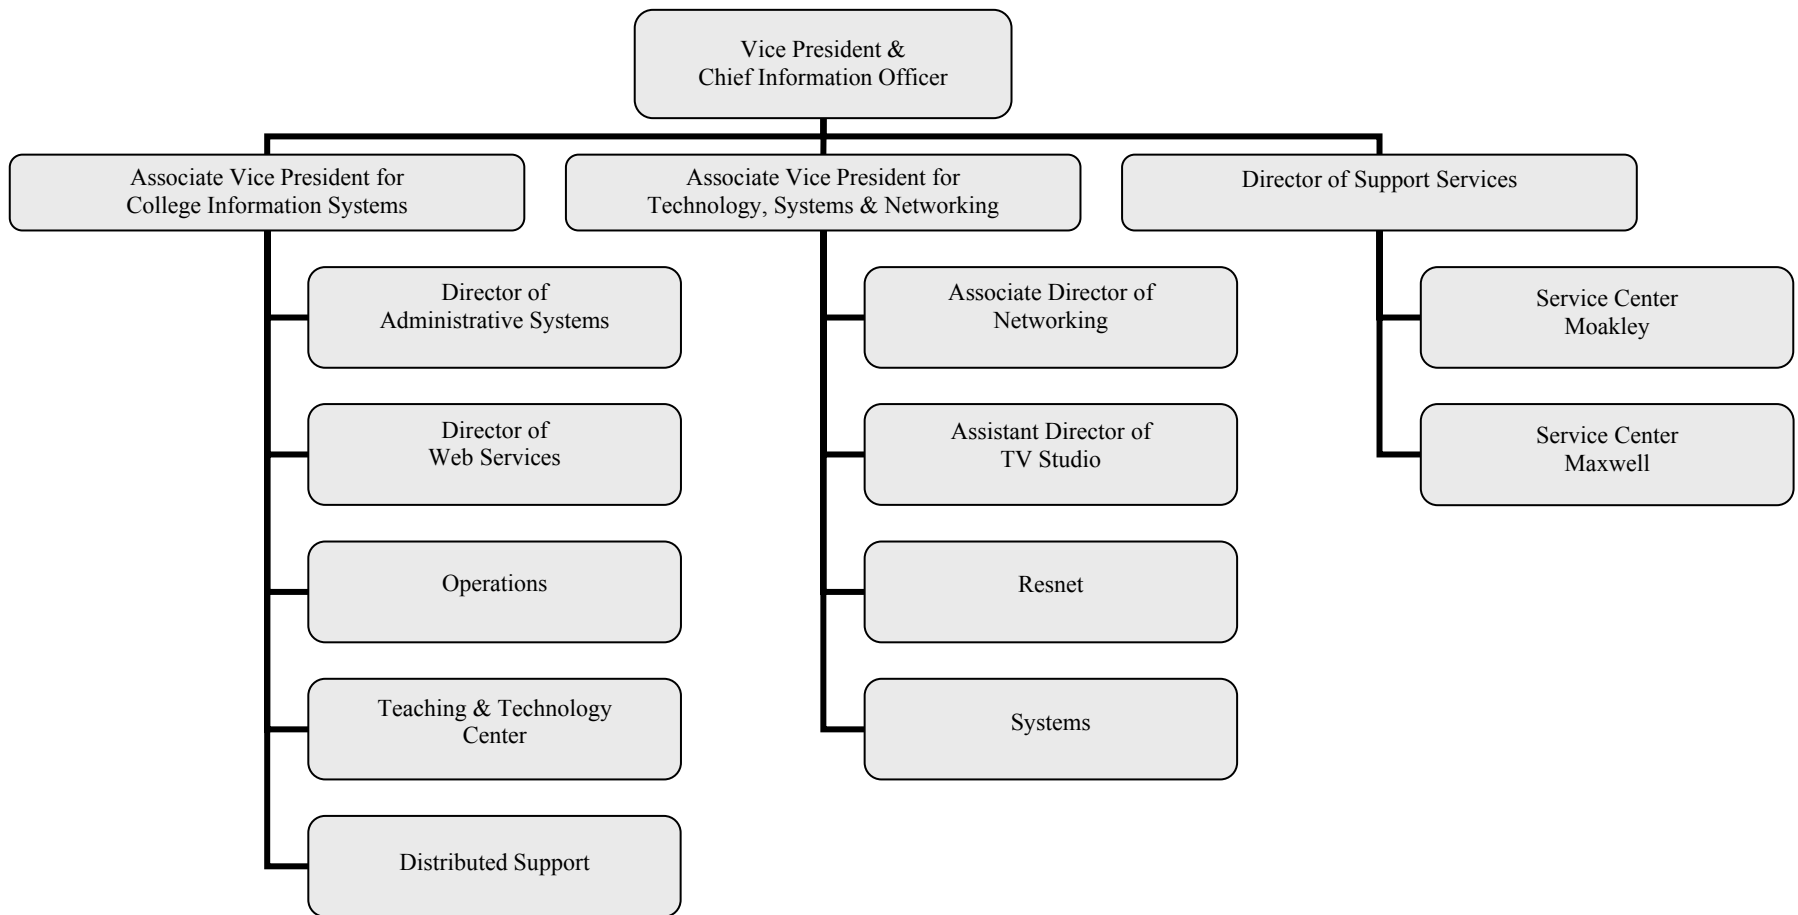 Vice President &
Chief Information Officer
Associate Vice President for
College Information Systems
Associate Vice President for
Technology, Systems & Networking
Director of Support Services
Director of
Administrative Systems
Director of
Web Services
Operations
Teaching & Technology
Center
Distributed Support
Associate Director of
Networking
Assistant Director of
TV Studio
Resnet
Systems
Service Center
Moakley
Service Center
Maxwell